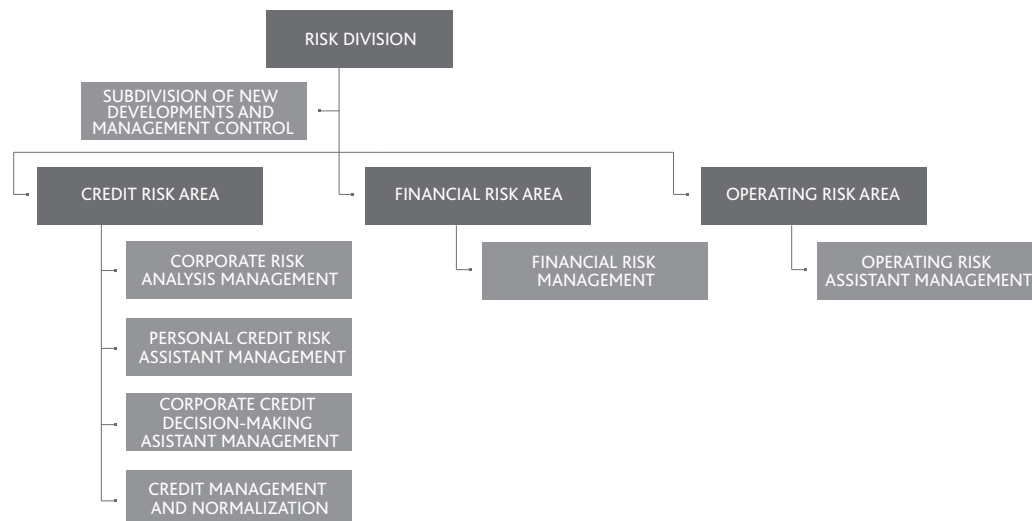 RISK DIVISION
SUBDIVISION OF NEW
DEVELOPMENTS AND
MANAGEMENT CONTROL
CREDIT RISK AREA
FINANCIAL RISK AREA
OPERATING RISK AREA
CORPORATE RISK
ANALYSIS MANAGEMENT
FINANCIAL RISK
MANAGEMENT
OPERATING RISK
ASSISTANT MANAGEMENT
PERSONAL CREDIT RISK
ASSISTANT MANAGEMENT
CORPORATE CREDIT
DECISION-MAKING
ASISTANT MANAGEMENT
CREDIT MANAGEMENT
AND NORMALIZATION